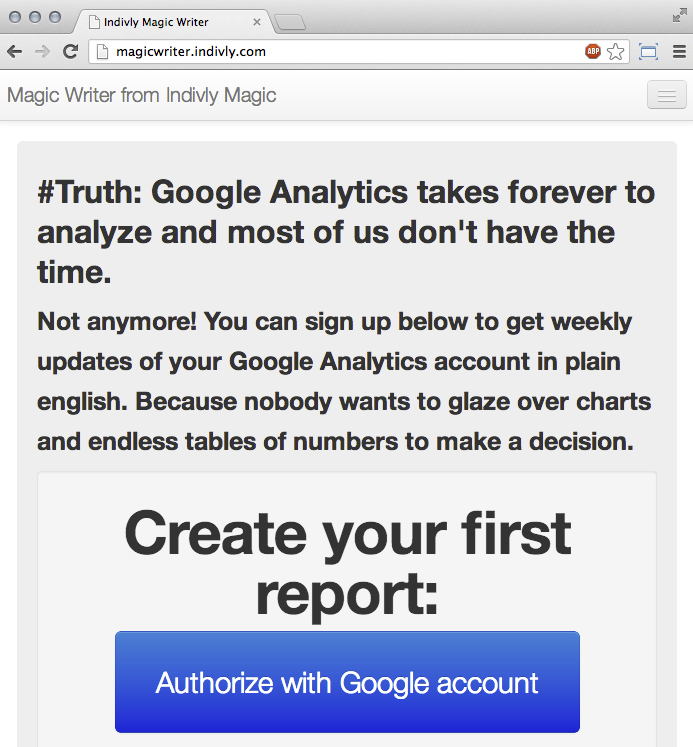 Indivly Magic Writer
magicwriter.indivly.com
ABP
Magic Writer from Indivly Magic
#Truth: Google Analytics takes forever to
analyze and most of us don't have the
time.
Not anymore! You can sign up below to get weekly
updates of your Google Analytics account in plain
english. Because nobody wants to glaze over charts
and endless tables of numbers to make a decision.
Create your first
report:
Authorize with Google account